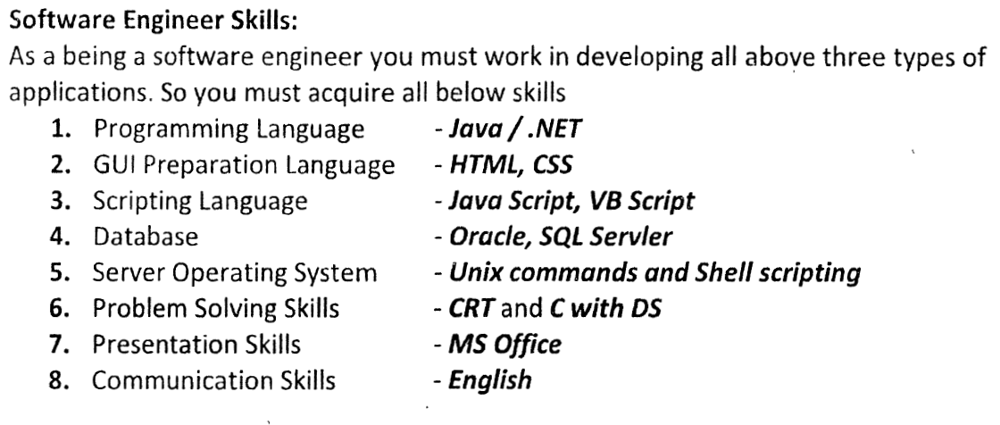 Software Engineer Skills:
As a being a software engineer you must work in developing all above three types of
applications. So you must acquire all below skills
1. Programming Language - Java / .NET
2. GUI Preparation Language - HTML, CSS
3. Scripting Language - Java Script, VB Script
4. Database - Oracle, SQL Servler
5. Server Operating System - Unix commands and Shell scripting
6. Problem Solving Skills - CRT and C with DS
7. Presentation Skills - MS Office
8. Communication Skills - English